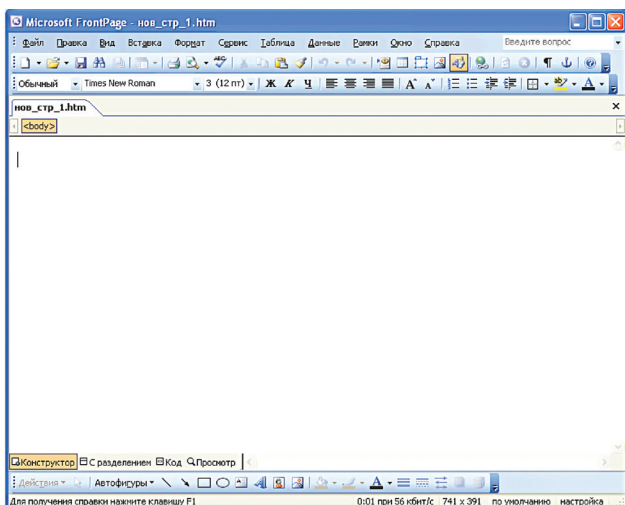 Microsoft FrontPage - нов_стр_1.htm
Файл Правка Вид Вставка Формат Сервис Таблица Данные Рамки Окно Справка Введите вопрос
Обычный Times New Roman 3 (12 пт) Ж К Ч А А А
нов_стр_1.htm
<body>
Конструктор С разделением Код Просмотр
Действия Автофигуры А
Для получения справки нажмите клавишу F1 0:01 при 56 Кбит/с 741 x 391 по умолчанию настройка